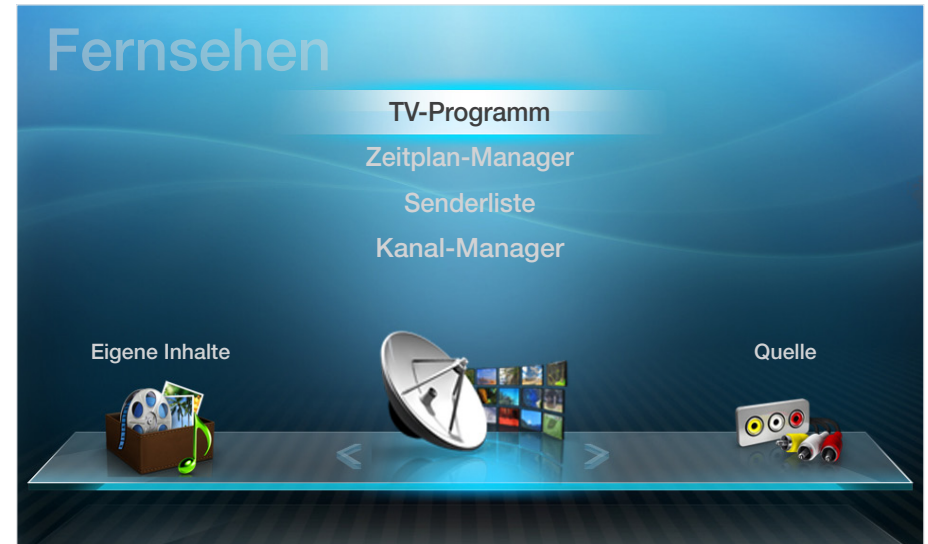 Fernsehen
TV-Programm
Zeitplan-Manager
Senderliste
Kanal-Manager
Eigene Inhalte
Quelle